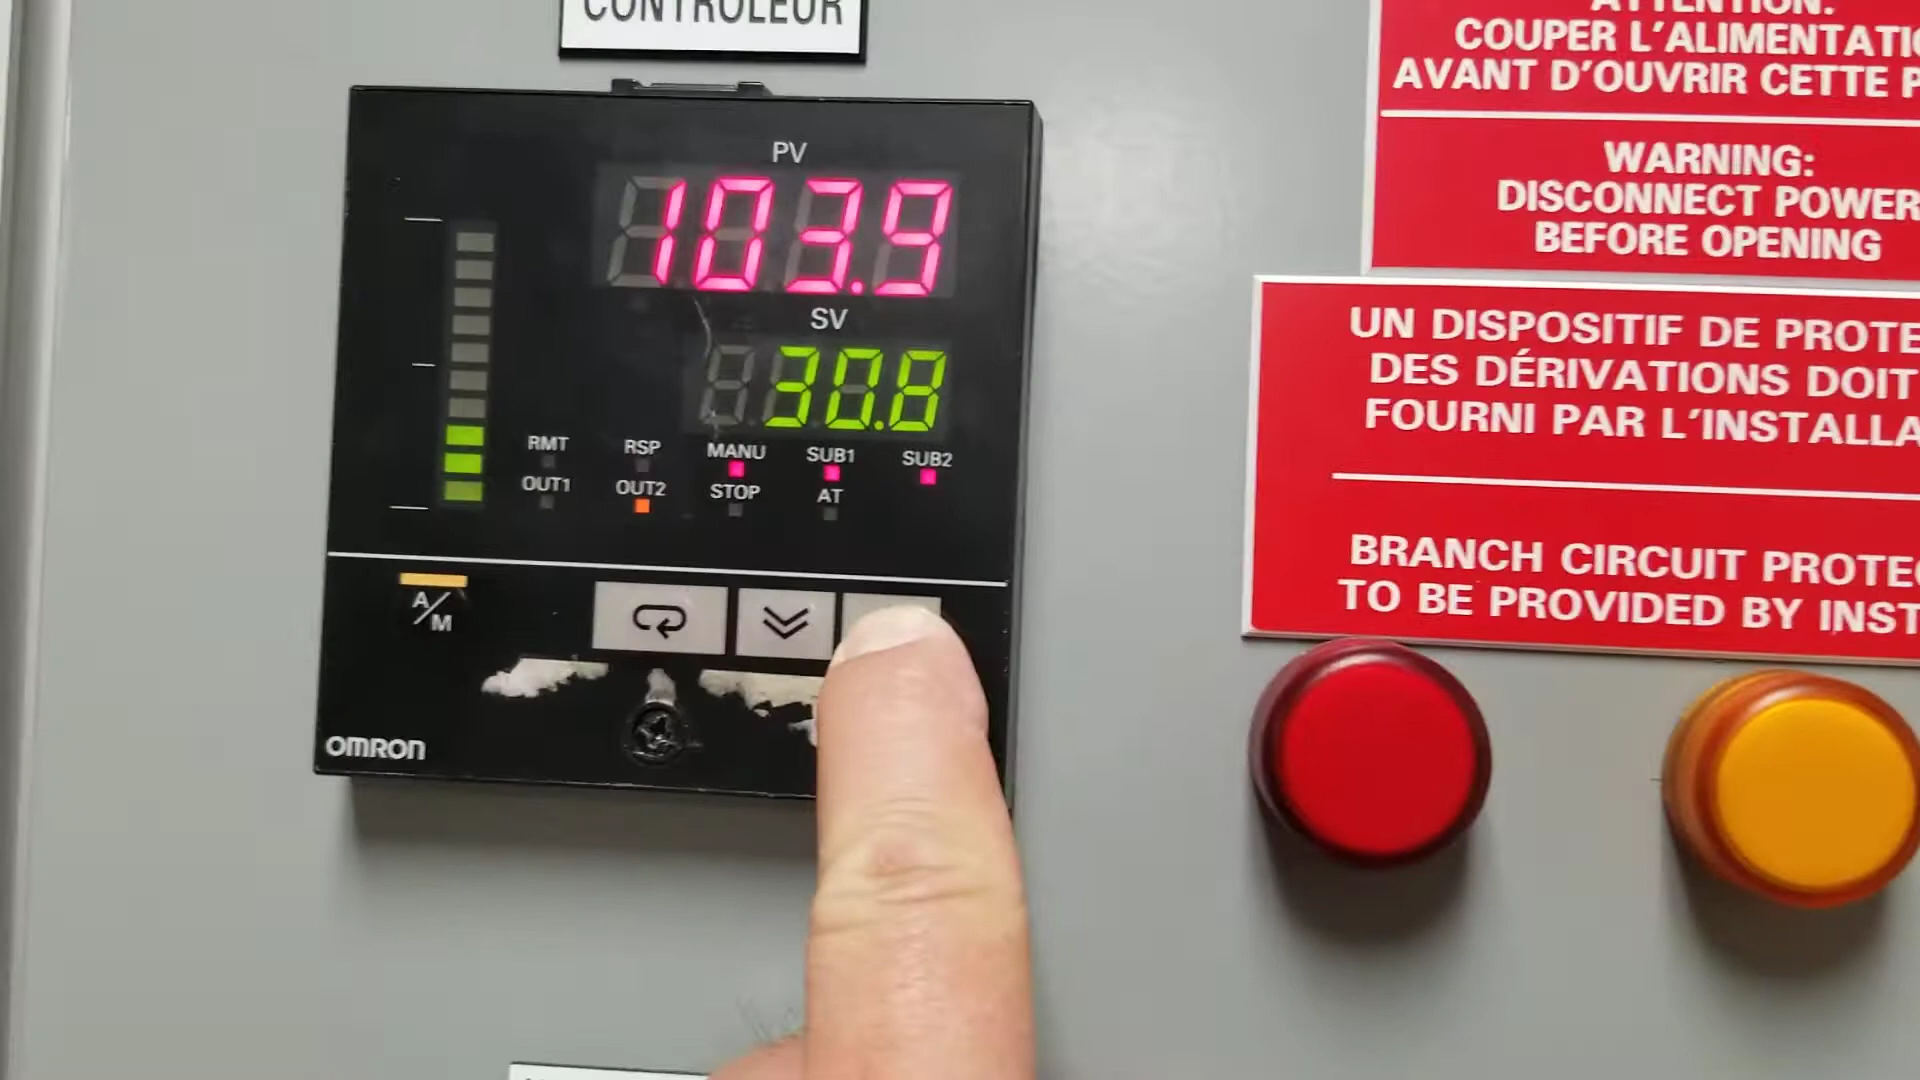 CONTRÔLEUR
PV
103.9
SV
30.8
RMT
RSP
MANU
SUB1
SUB2
OUT1
OUT2
STOP
AT
A/M
OMRON
ATTENTION:
COUPER L'ALIMENTATIO
AVANT D'OUVRIR CETTE P
WARNING:
DISCONNECT POWER
BEFORE OPENING
UN DISPOSITIF DE PROTE
DES DÉRIVATIONS DOIT
FOURNI PAR L'INSTALLA
BRANCH CIRCUIT PROTEC
TO BE PROVIDED BY INST